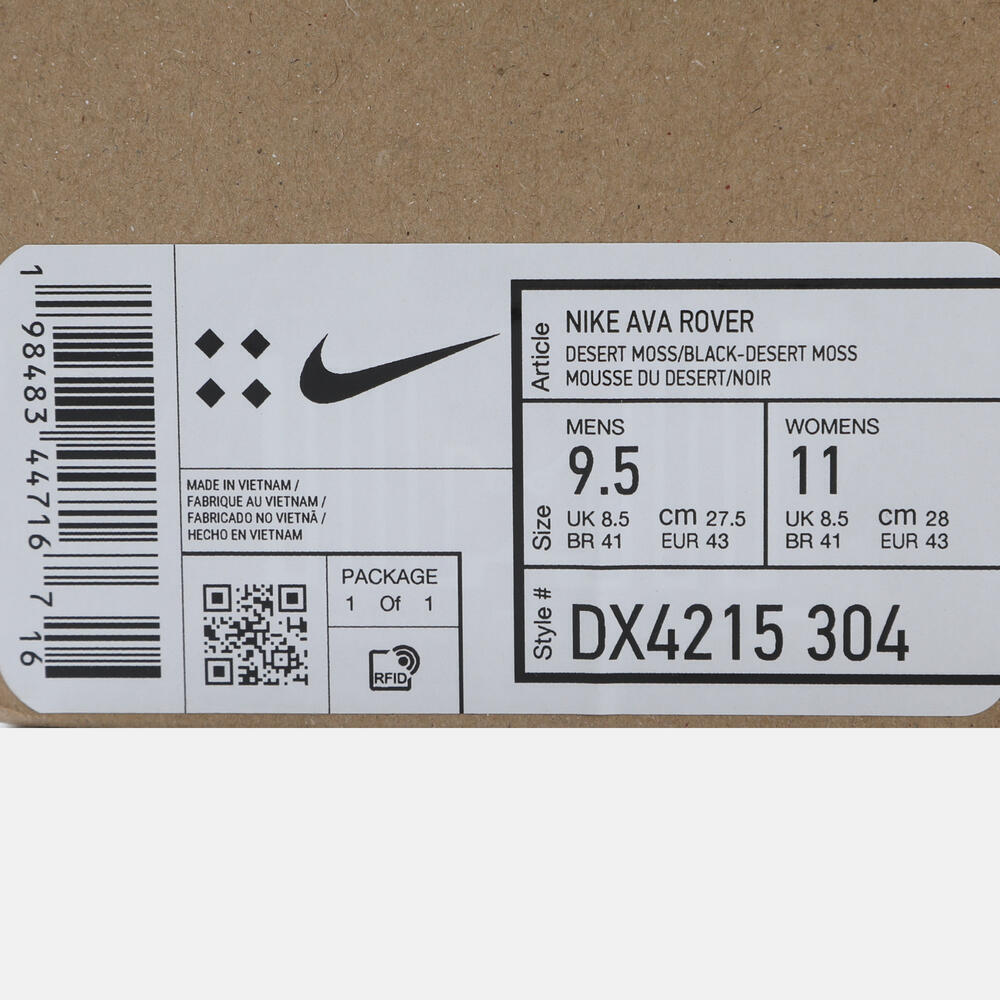 1 98483 44716 7 16
MADE IN VIETNAM /
FABRIQUE AU VIETNAM /
FABRICADO NO VIETNÃ /
HECHO EN VIETNAM
PACKAGE
1 Of 1
RFID
Article
NIKE AVA ROVER
DESERT MOSS/BLACK-DESERT MOSS
MOUSSE DU DESERT/NOIR
Size
MENS
9.5
UK 8.5 cm 27.5
BR 41 EUR 43
WOMENS
11
UK 8.5 cm 28
BR 41 EUR 43
Style #
DX4215 304